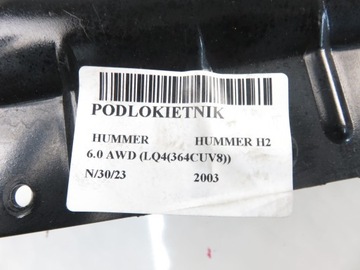 PODLOKIETNIK
HUMMER HUMMER H2
6.0 AWD (LQ4(364CUV8))
N/30/23 2003